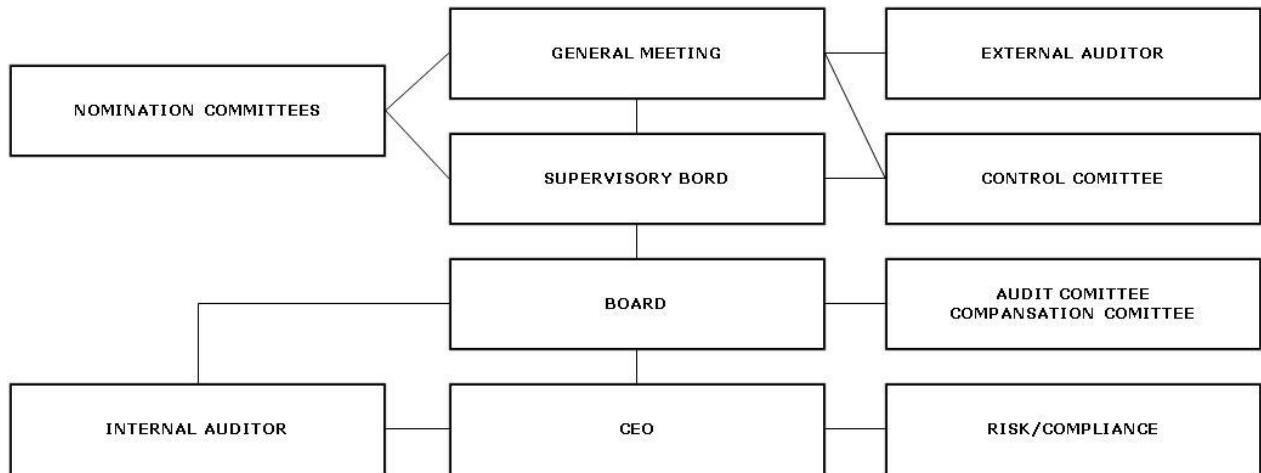 GENERAL MEETING
EXTERNAL AUDITOR
NOMINATION COMMITTEES
SUPERVISORY BORD
CONTROL COMITTEE
BOARD
AUDIT COMITTEE
COMPANSATION COMITTEE
INTERNAL AUDITOR
CEO
RISK/COMPLIANCE